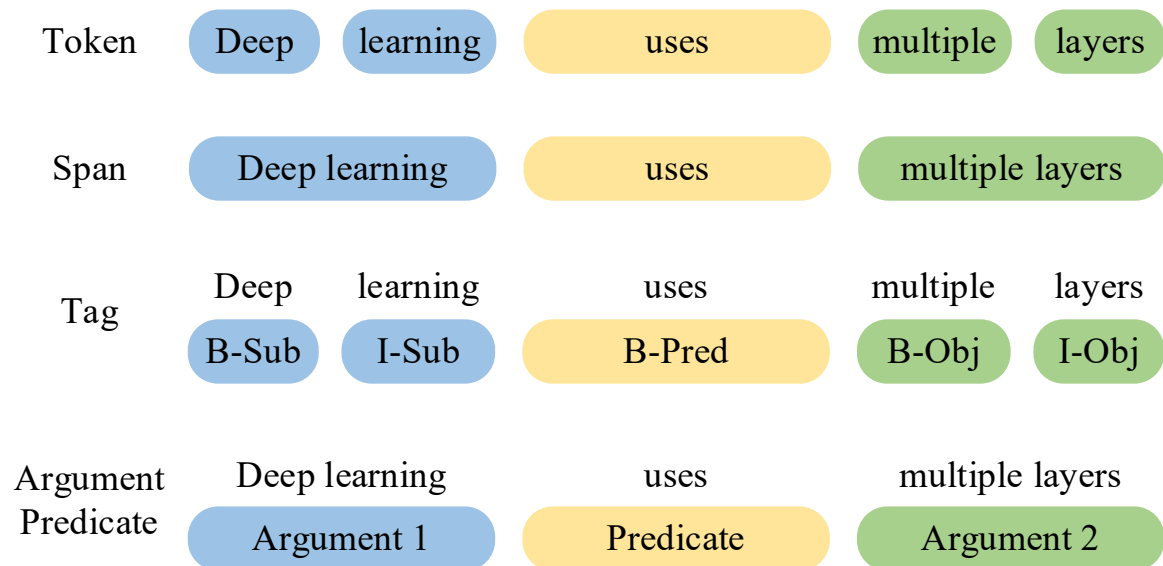 Token Deep learning uses multiple layers
Span Deep learning uses multiple layers
Deep learning uses multiple layers
Tag
B-Sub I-Sub B-Pred B-Obj I-Obj
Deep learning uses multiple layers
Argument
Predicate
Argument 1 Predicate Argument 2